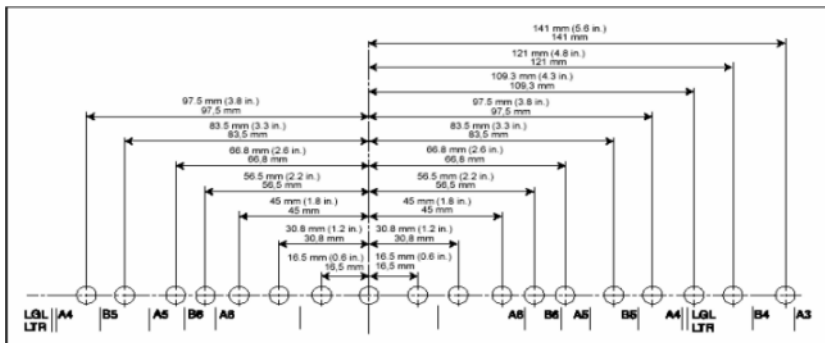 141 mm (5.6 in.)
141 mm
121 mm (4.8 in.)
121 mm
109.3 mm (4.3 in.)
109,3 mm
97.5 mm (3.8 in.)
97,5 mm
97.5 mm (3.8 in.)
97,5 mm
83.5 mm (3.3 in.)
83,5 mm
83.5 mm (3.3 in.)
83,5 mm
66.8 mm (2.6 in.)
66,8 mm
66.8 mm (2.6 in.)
66,8 mm
56.5 mm (2.2 in.)
56,5 mm
56.5 mm (2.2 in.)
56,5 mm
45 mm (1.8 in.)
45 mm
45 mm (1.8 in.)
45 mm
30.8 mm (1.2 in.)
30,8 mm
30.8 mm (1.2 in.)
30,8 mm
16.5 mm (0.6 in.)
16,5 mm
16.5 mm (0.6 in.)
16,5 mm
LGL A4 B5 A5 B6 A6 A6 B6 A5 B5 A4 LGL B4 A3
LTR LTR